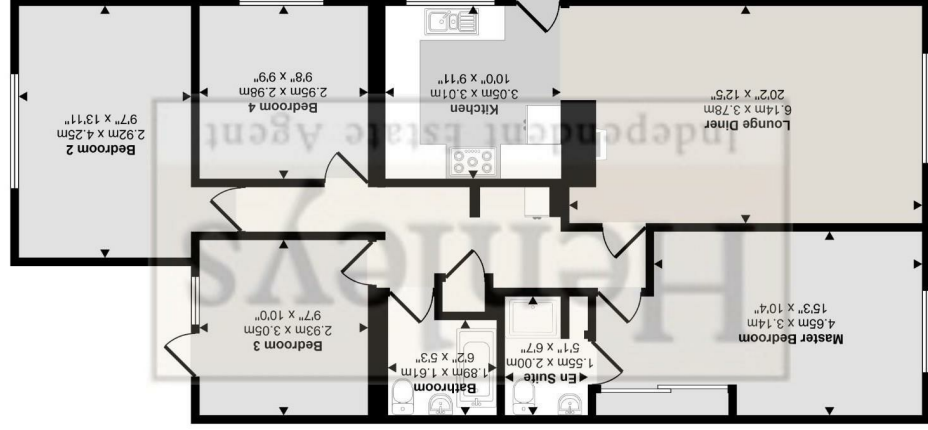 Master Bedroom
4.65m x 3.14m
15'3" x 10'4"
En Suite
1.55m x 2.00m
5'1" x 6'7"
Bathroom
1.89m x 1.61m
6'2" x 5'3"
Bedroom 3
2.93m x 3.05m
9'7" x 10'0"
Henleys
Independent Estate Agent
Lounge Diner
6.14m x 3.78m
20'2" x 12'5"
Kitchen
3.05m x 3.01m
10'0" x 9'11"
Bedroom 4
2.95m x 2.98m
9'8" x 9'9"
Bedroom 2
2.92m x 4.25m
9'7" x 13'11"